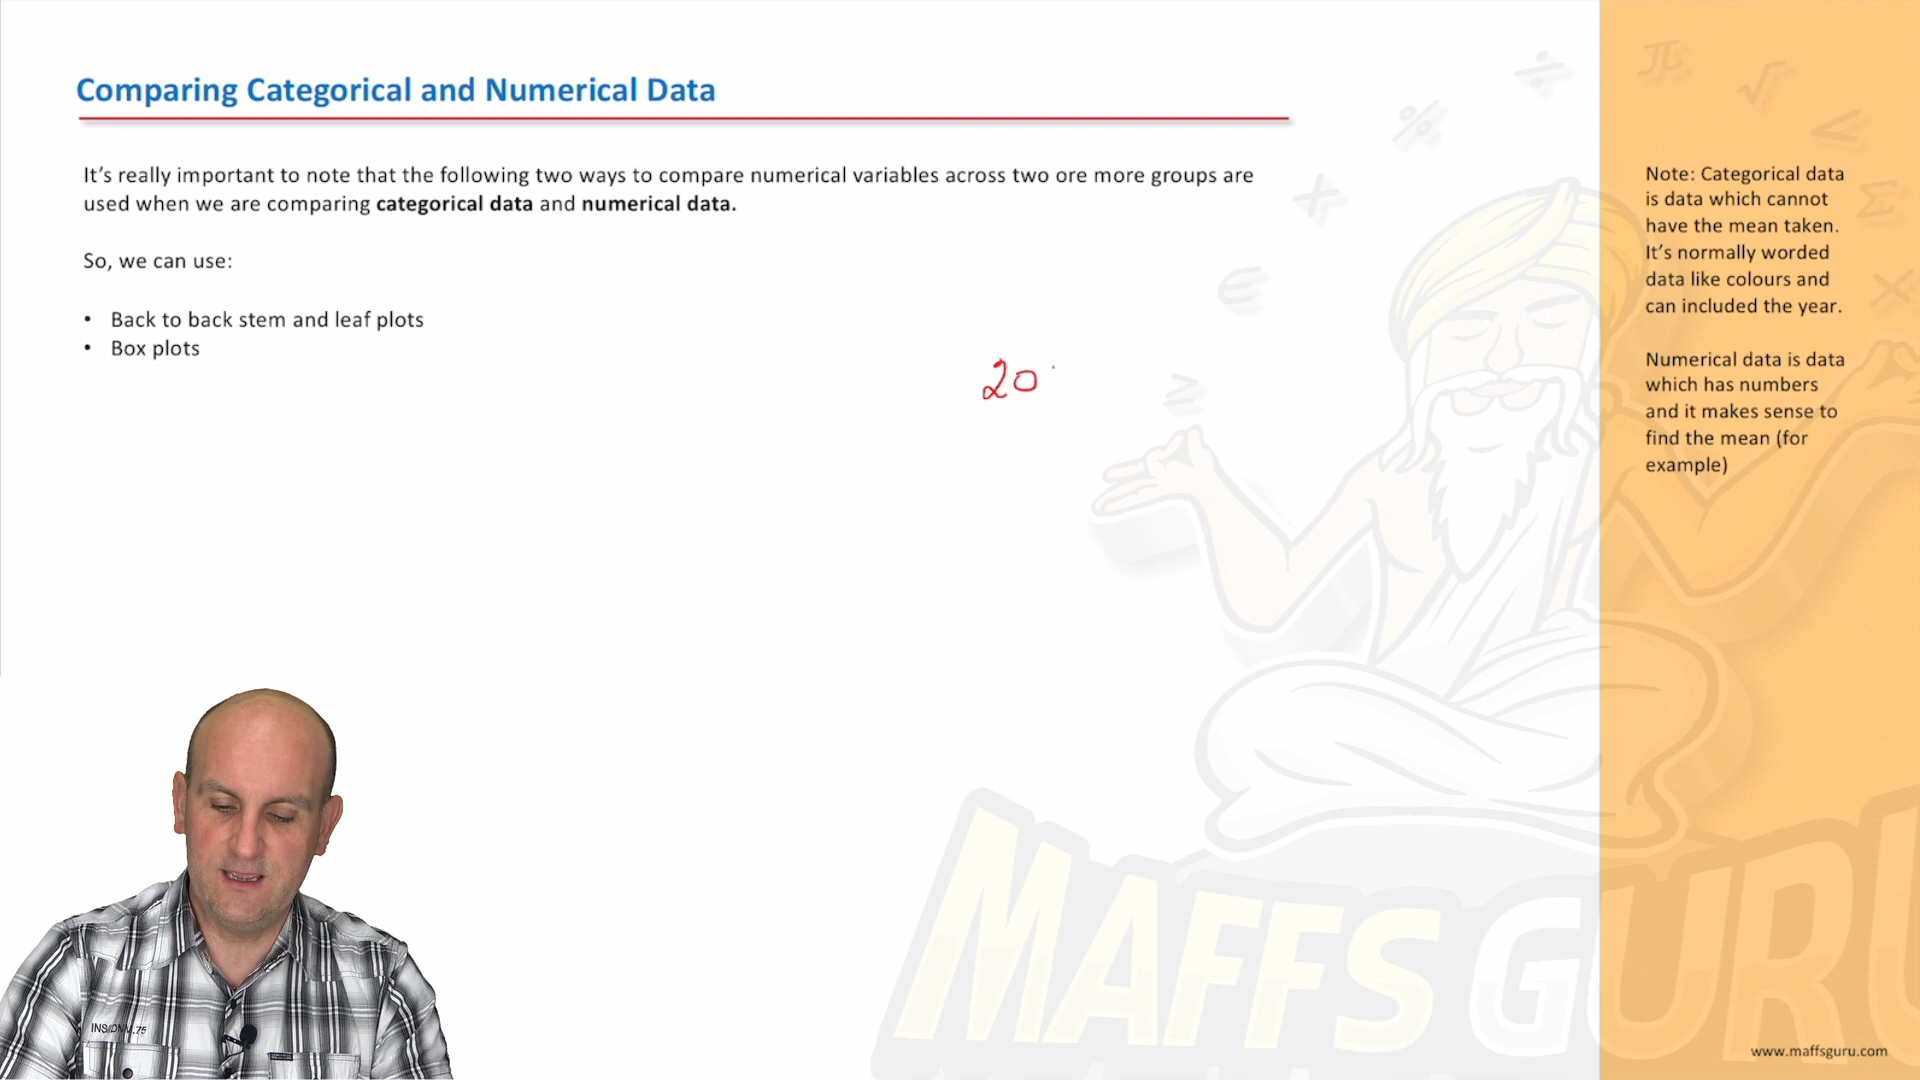 Comparing Categorical and Numerical Data
It's really important to note that the following two ways to compare numerical variables across two ore more groups are
used when we are comparing categorical data and numerical data.
So, we can use:
• Back to back stem and leaf plots
• Box plots
20
Note: Categorical data
is data which cannot
have the mean taken.
It's normally worded
data like colours and
can included the year.
Numerical data is data
which has numbers
and it makes sense to
find the mean (for
example)
MAFFS GURU
www.maffsguru.com